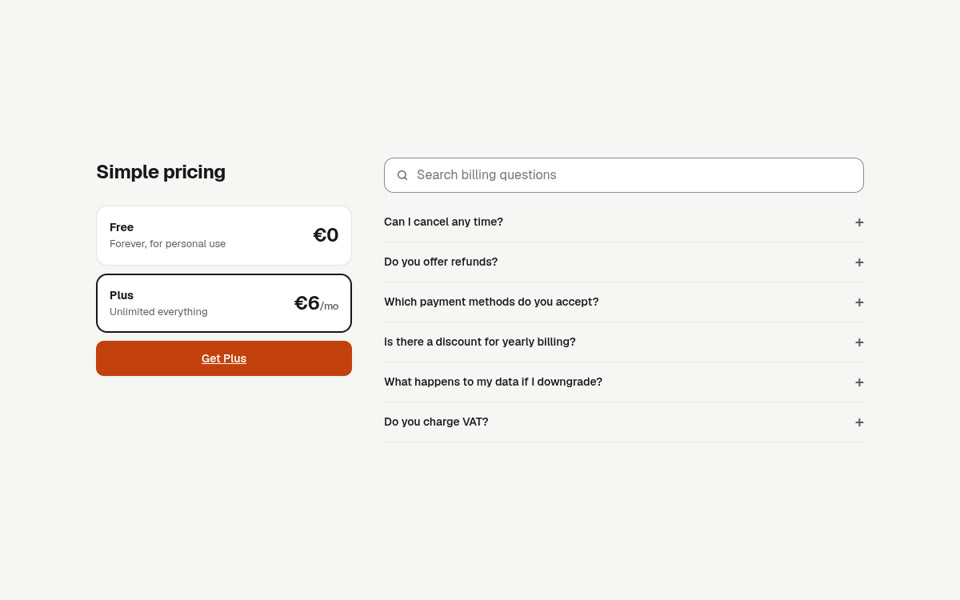 Simple pricing
Free
Forever, for personal use
€0
Plus
Unlimited everything
€6/mo
Get Plus
Search billing questions
Can I cancel any time?
+
Do you offer refunds?
+
Which payment methods do you accept?
+
Is there a discount for yearly billing?
+
What happens to my data if I downgrade?
+
Do you charge VAT?
+